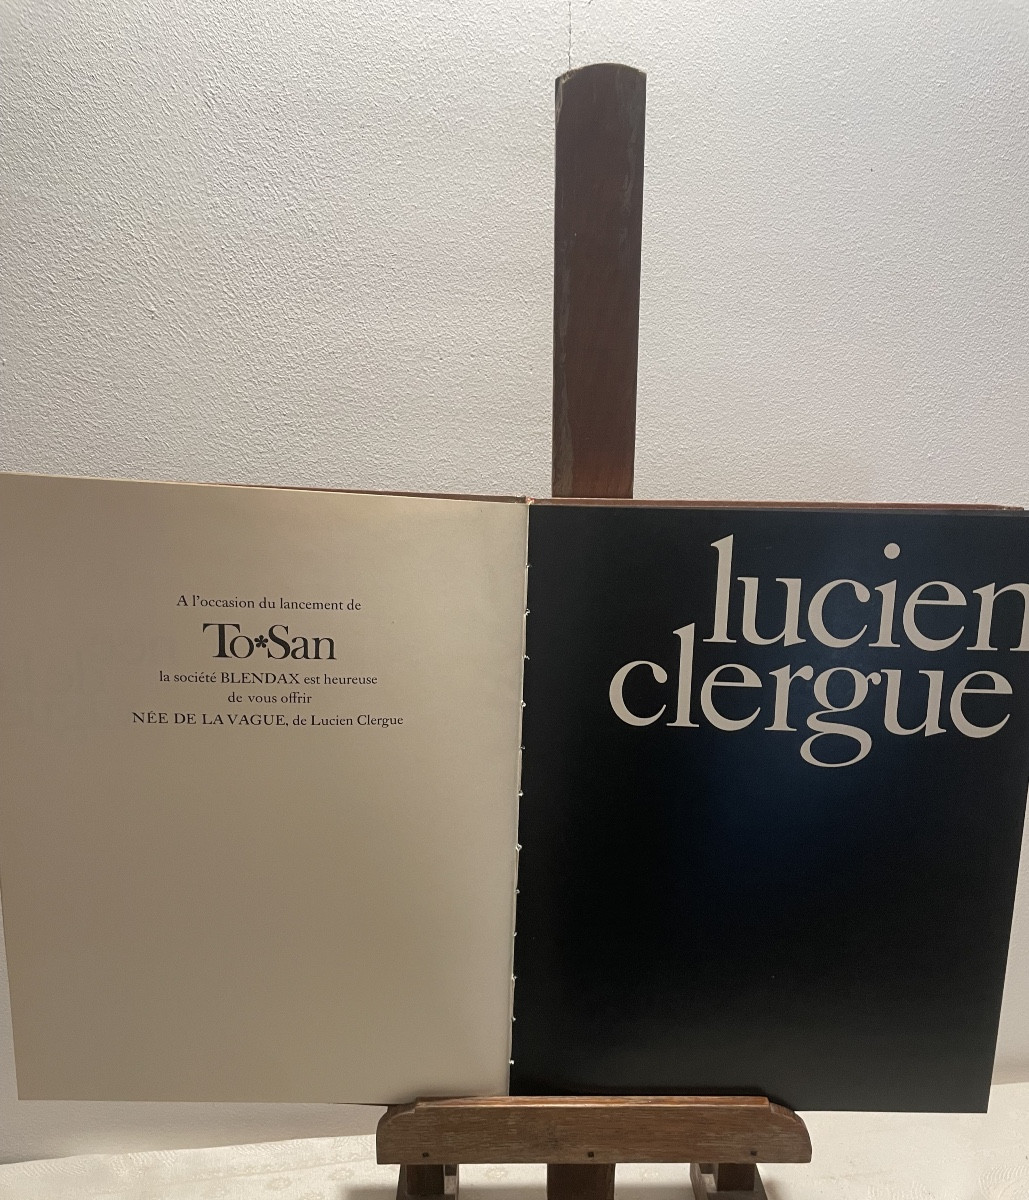 A l'occasion du lancement de
To*San
la société BLENDAX est heureuse
de vous offrir
NÉE DE LA VAGUE, de Lucien Clergue
lucien
clergue